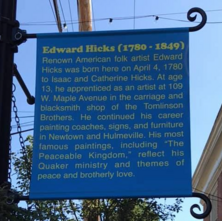 Edward Hicks (1780 - 1849)
Renown American folk artist Edward
Hicks was born here on April 4, 1780
to Isaac and Catherine Hicks. At age
13, he apprenticed as an artist at 109
W. Maple Avenue in the carriage and
blacksmith shop of the Tomlinson
Brothers. He continued his career
painting coaches, signs, and furniture
in Newtown and Hulmeville. His most
famous paintings, including "The
Peaceable Kingdom," reflect his
Quaker ministry and themes of
peace and brotherly love.